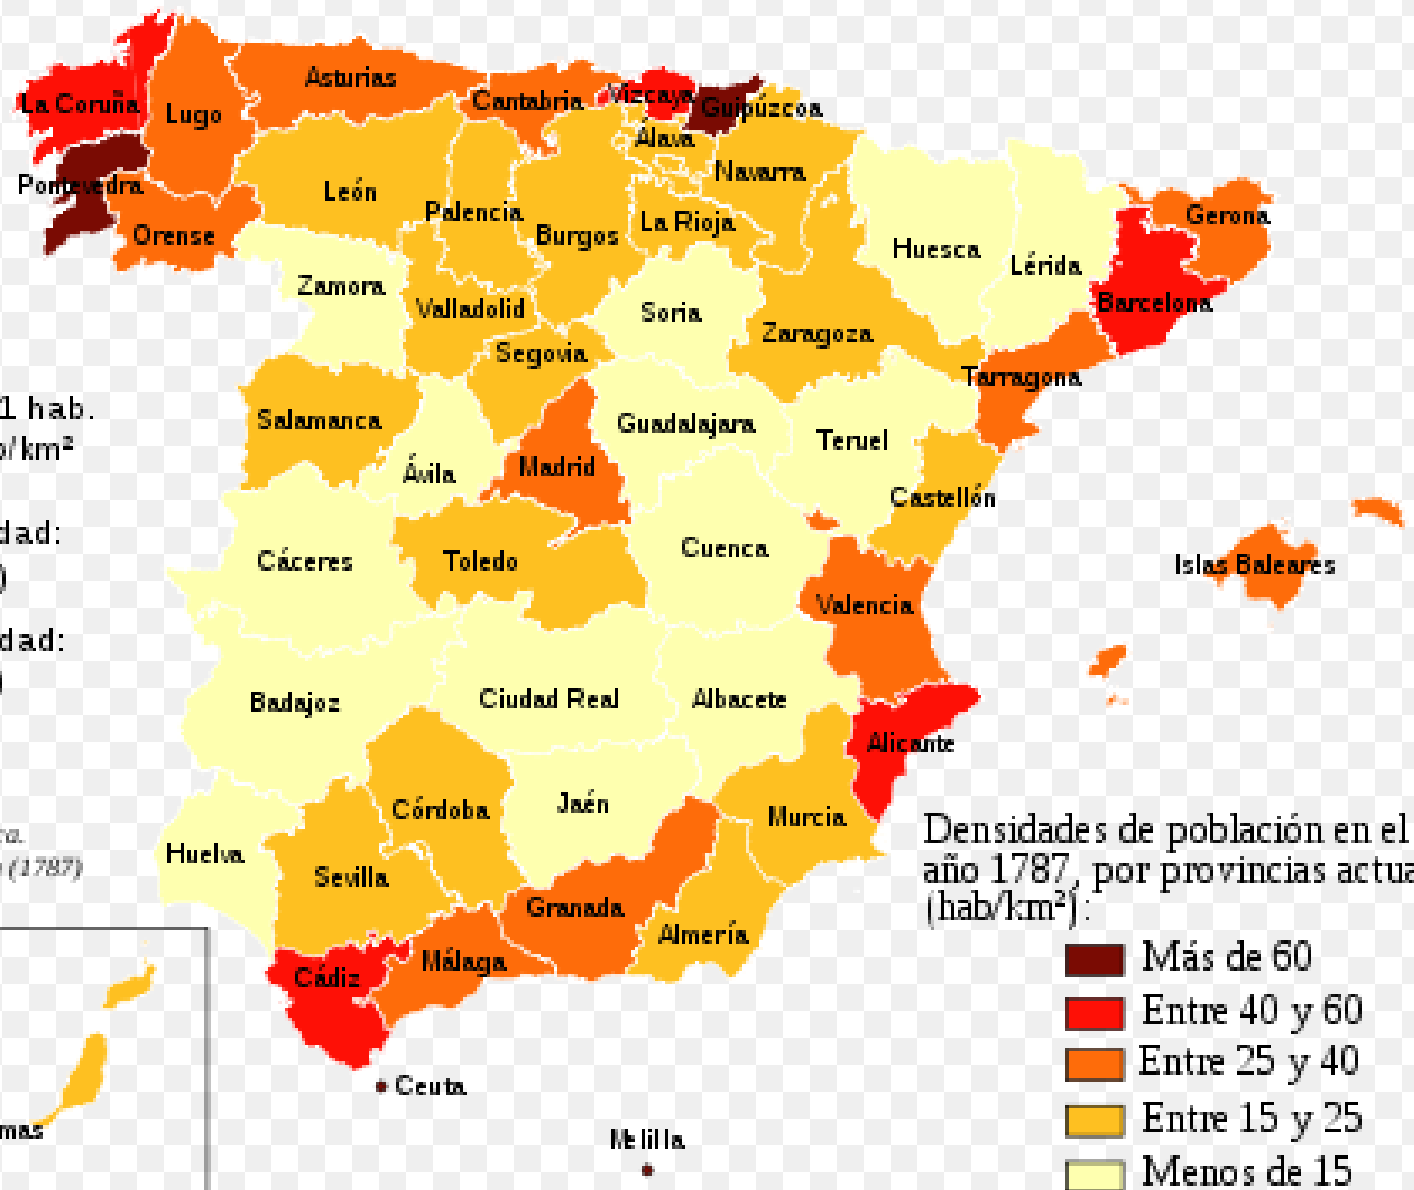 La Coruña
Lugo
Asturias
Cantabria
Vizcaya
Guipúzcoa
Álava
Navarra
Pontevedra
Orense
León
Palencia
Burgos
La Rioja
Huesca
Lérida
Gerona
Barcelona
Zamora
Valladolid
Soria
Zaragoza
Segovia
Tarragona
1 hab.
/km²
Salamanca
Ávila
Madrid
Guadalajara
Teruel
Castellón
dad:
)
Cáceres
Toledo
Cuenca
Valencia
Islas Baleares
dad:
)
Badajoz
Ciudad Real
Albacete
Alicante
Córdoba
Jaén
Murcia
ca.
(1787)
Huelva
Sevilla
Granada
Almería
Cádiz
Málaga
Ceuta
Melilla
mas
Densidades de población en el
año 1787, por provincias actua
(hab/km²):
Más de 60
Entre 40 y 60
Entre 25 y 40
Entre 15 y 25
Menos de 15